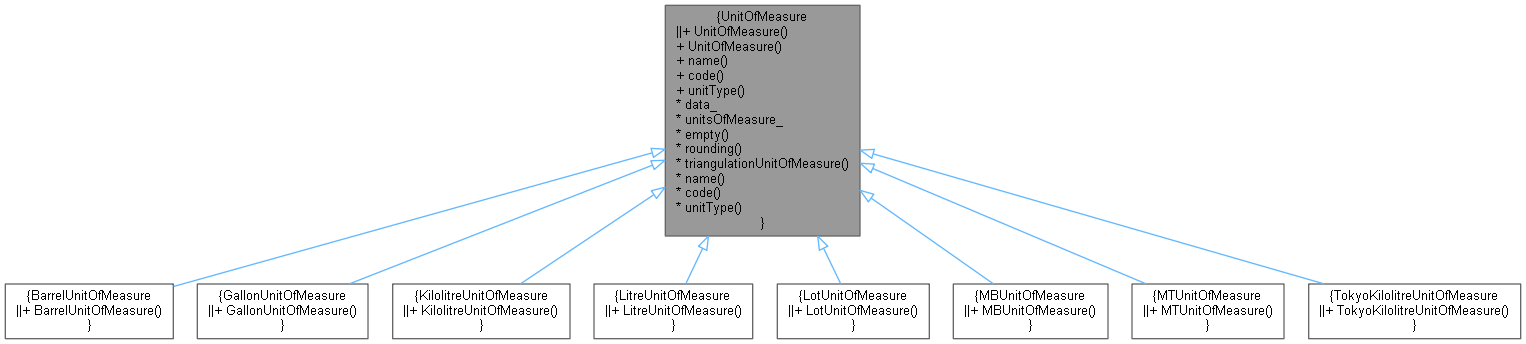 {UnitOfMeasure
||+ UnitOfMeasure()
+ UnitOfMeasure()
+ name()
+ code()
+ unitType()
* data_
* unitsOfMeasure_
* empty()
* rounding()
* triangulationUnitOfMeasure()
* name()
* code()
* unitType()
}
{BarrelUnitOfMeasure
||+ BarrelUnitOfMeasure()
}
{GallonUnitOfMeasure
||+ GallonUnitOfMeasure()
}
{KilolitreUnitOfMeasure
||+ KilolitreUnitOfMeasure()
}
{LitreUnitOfMeasure
||+ LitreUnitOfMeasure()
}
{LotUnitOfMeasure
||+ LotUnitOfMeasure()
}
{MBUnitOfMeasure
||+ MBUnitOfMeasure()
}
{MTUnitOfMeasure
||+ MTUnitOfMeasure()
}
{TokyoKilolitreUnitOfMeasure
||+ TokyoKilolitreUnitOfMeasure()
}